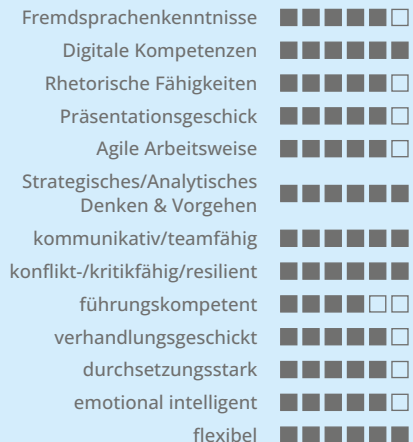 Fremdsprachenkenntnisse
Digitale Kompetenzen
Rhetorische Fähigkeiten
Präsentationsgeschick
Agile Arbeitsweise
Strategisches/Analytisches
Denken & Vorgehen
kommunikativ/teamfähig
konflikt-/kritikfähig/resilient
führungskompetent
verhandlungsgeschickt
durchsetzungsstark
emotional intelligent
flexibel